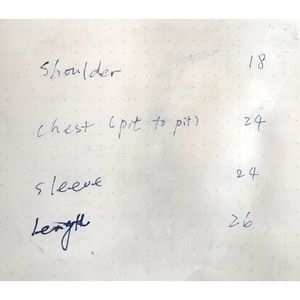 Shoulder 18
Chest (pit to pit) 24
Sleeve 24
Length 26